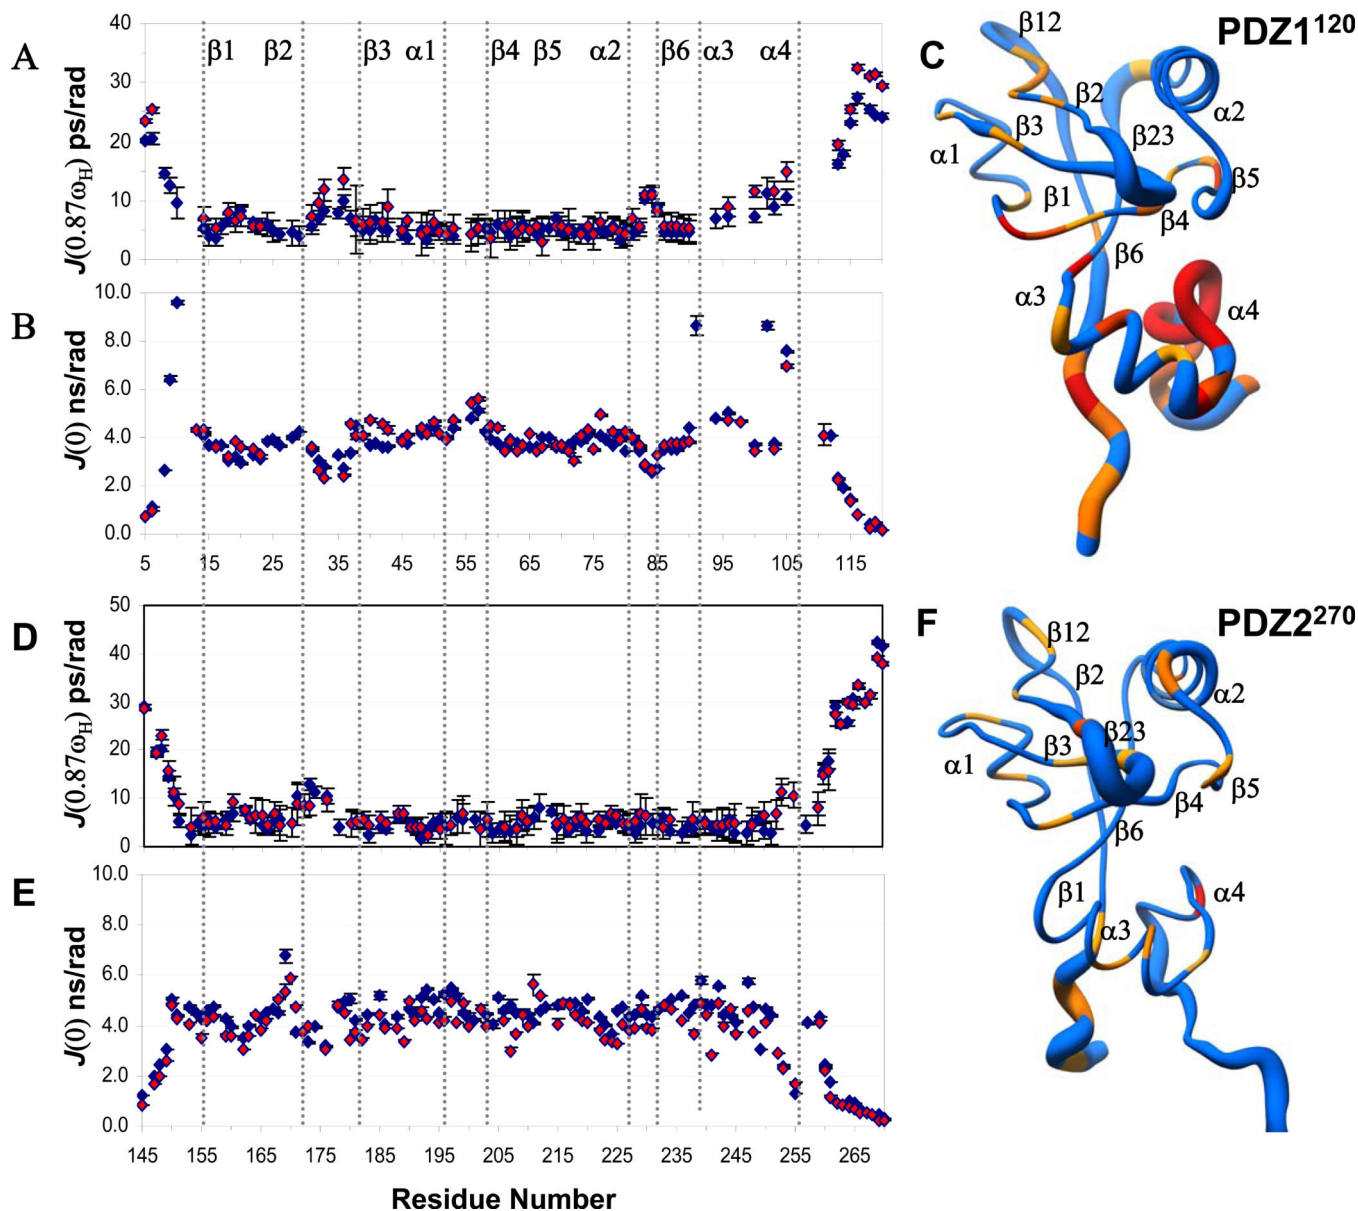 A
J(0.87ωH) ps/rad
40
30
20
10
0
β1 β2 β3 α1 β4 β5 α2 β6 α3 α4
B
J(0) ns/rad
10.0
8.0
6.0
4.0
2.0
0.0
5 15 25 35 45 55 65 75 85 95 105 115
C
PDZ1¹²⁰
β12
β2
α2
β3
β23
α1
β5
β1
β4
β6
α3
α4
D
J(0.87ωH) ps/rad
50
40
30
20
10
0
E
J(0) ns/rad
10.0
8.0
6.0
4.0
2.0
0.0
145 155 165 175 185 195 205 215 225 235 245 255 265
Residue Number
F
PDZ2²⁷⁰
β12
β2
α2
β23
β3
α1
β5
β4
β6
β1
α4
α3